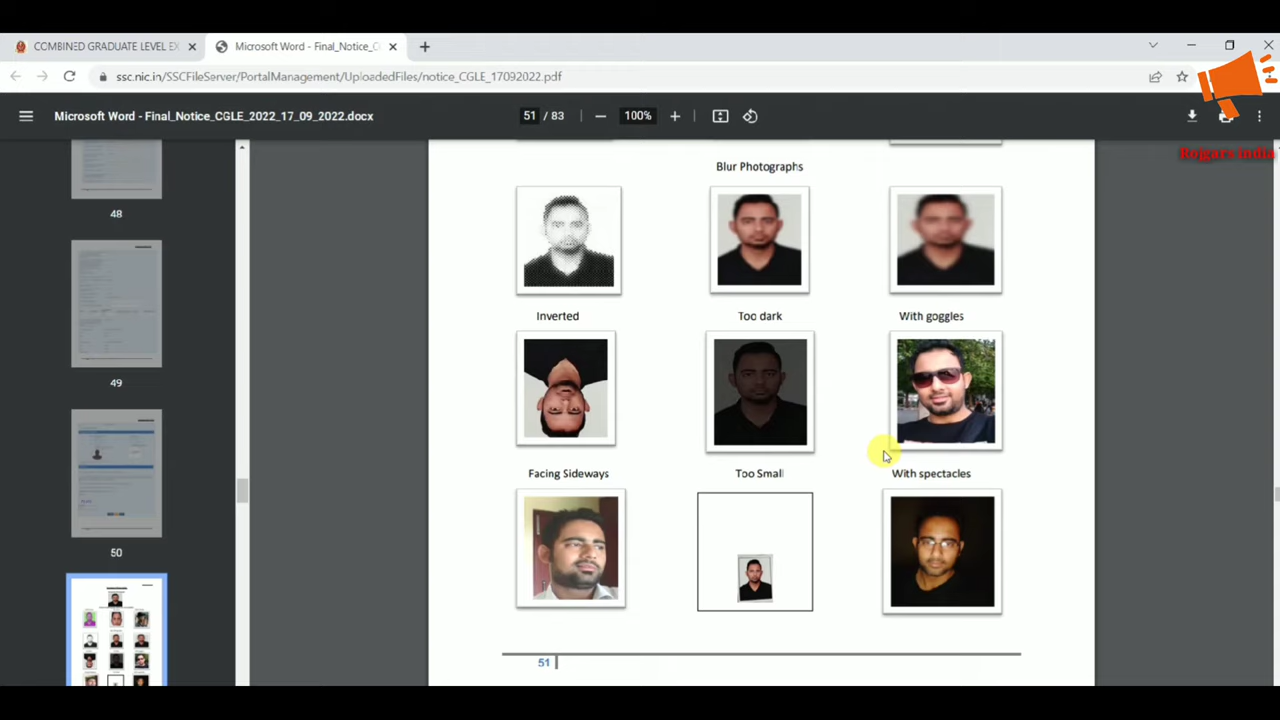 COMBINED GRADUATE LEVEL EX
Microsoft Word - Final_Notice_C
ssc.nic.in/SSCFileServer/PortalManagement/UploadedFiles/notice_CGLE_17092022.pdf
Microsoft Word - Final_Notice_CGLE_2022_17_09_2022.docx
51 / 83
100%
Rojgars India
48
49
50
Blur Photographs
Inverted Too dark With goggles
Facing Sideways Too Small With spectacles
51